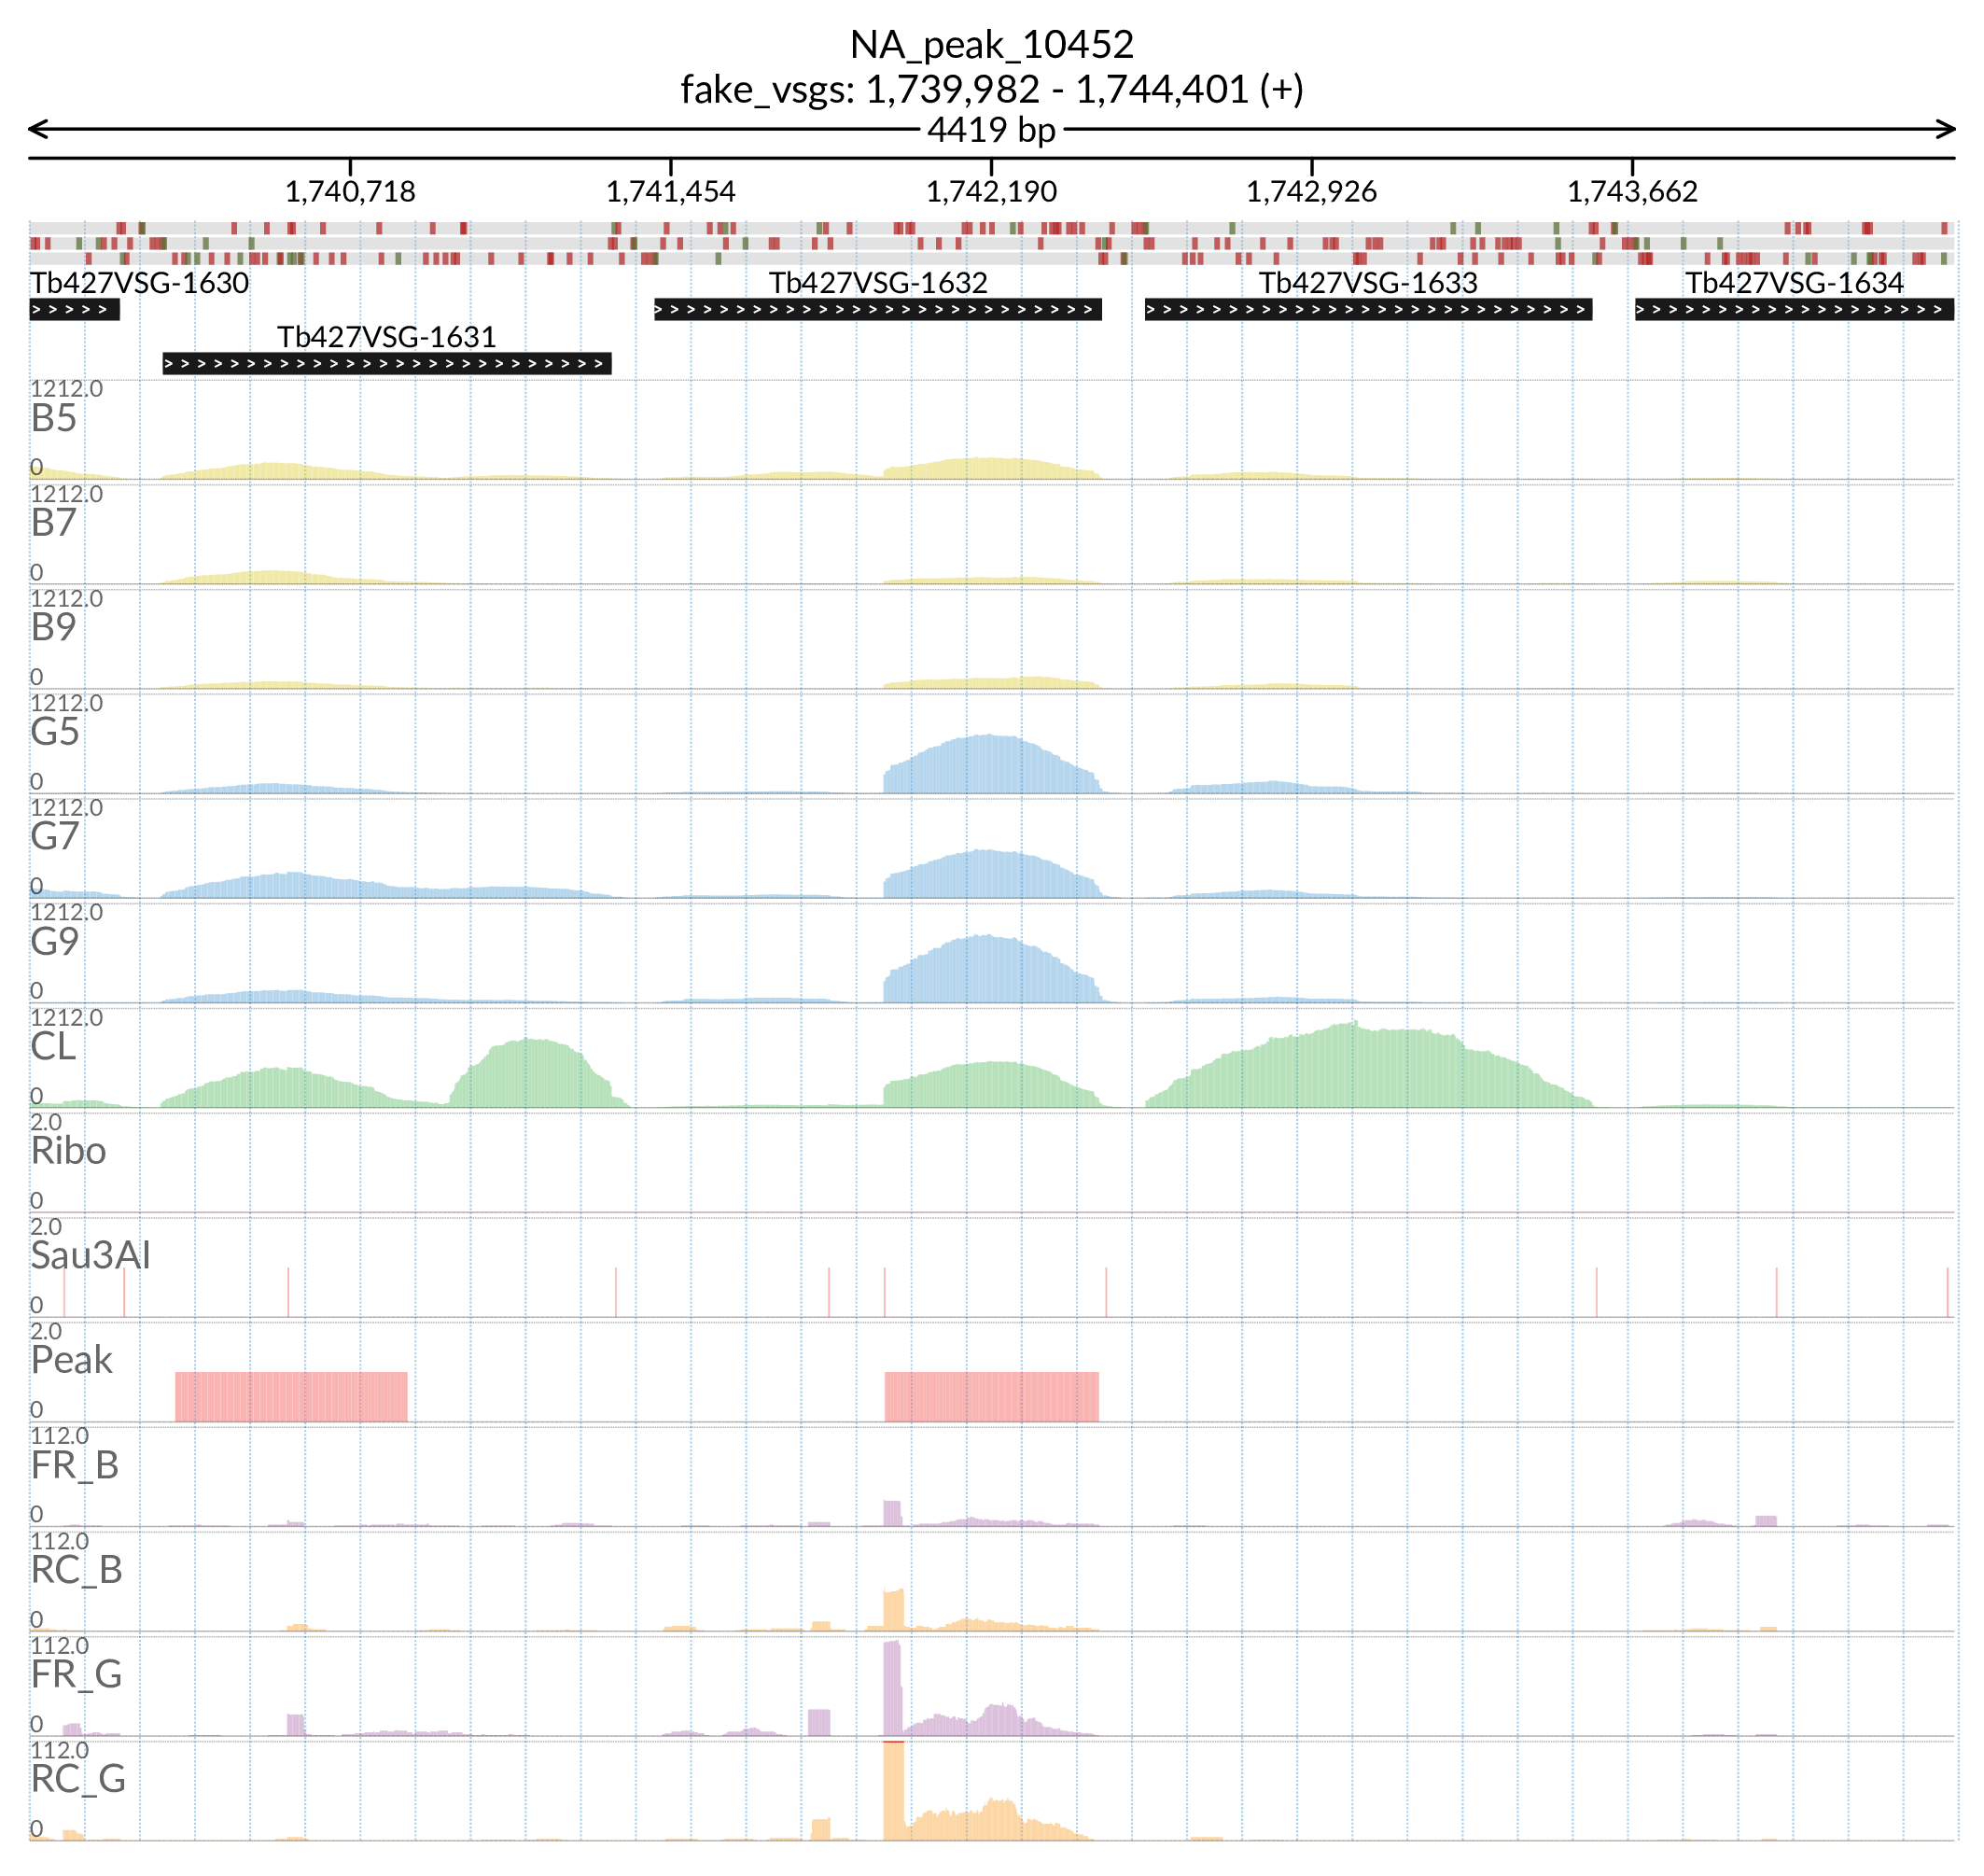 NA_peak_10452
fake_vsgs: 1,739,982 - 1,744,401 (+)
4419 bp
1,740,718 1,741,454 1,742,190 1,742,926 1,743,662
Tb427VSG-1630 Tb427VSG-1632 Tb427VSG-1633 Tb427VSG-1634
Tb427VSG-1631
1212.0
B5
0
1212.0
B7
0
1212.0
B9
0
1212.0
G5
0
1212.0
G7
0
1212.0
G9
0
1212.0
CL
0
2.0
Ribo
0
2.0
Sau3AI
0
2.0
Peak
0
112.0
FR_B
0
112.0
RC_B
0
112.0
FR_G
0
112.0
RC_G
0